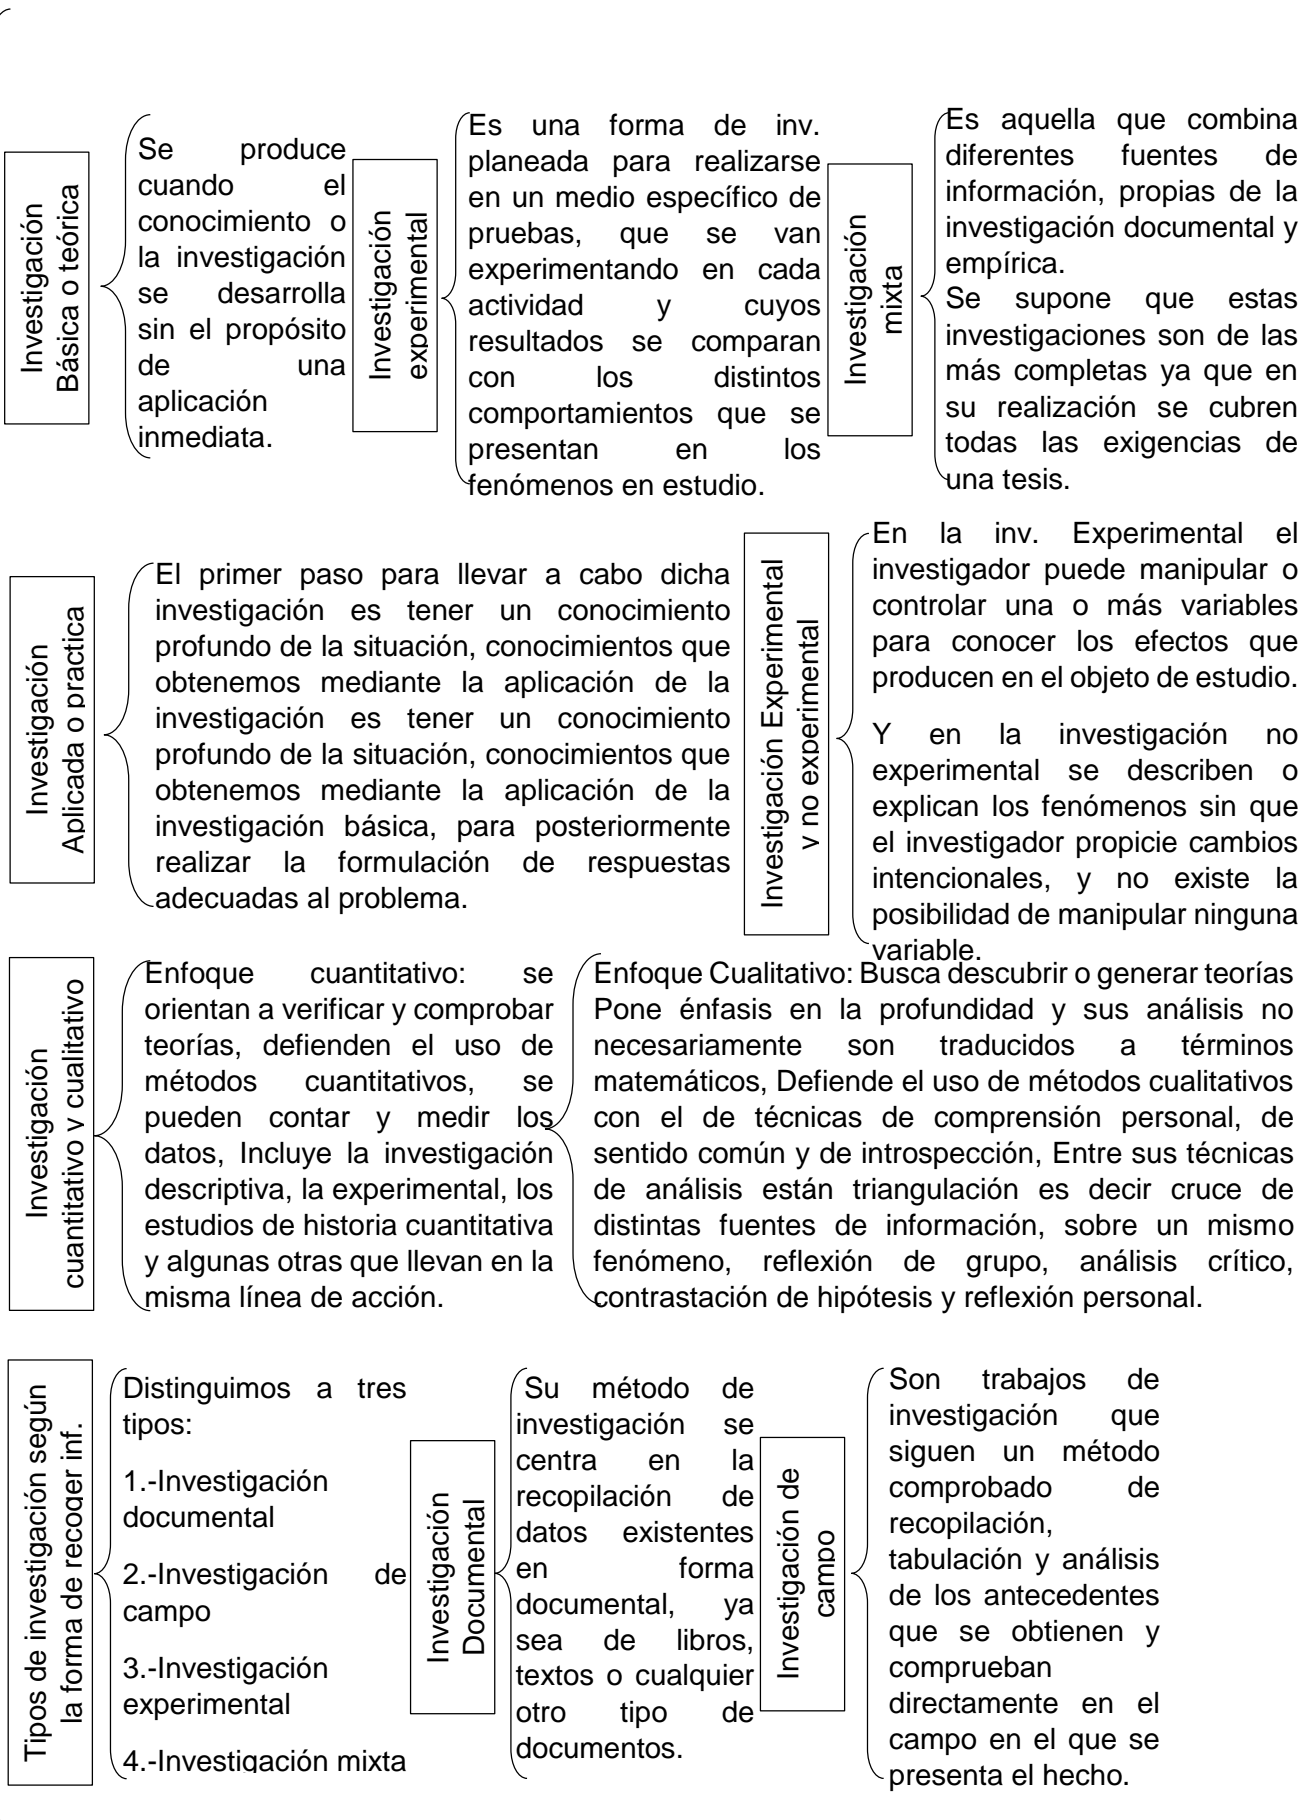 Investigación
Básica o teórica
Se produce
cuando el
conocimiento o
la investigación
se desarrolla
sin el propósito
de una
aplicación
inmediata.
Investigación
experimental
Es una forma de inv.
planeada para realizarse
en un medio específico de
pruebas, que se van
experimentando en cada
actividad y cuyos
resultados se comparan
con los distintos
comportamientos que se
presentan en los
fenómenos en estudio.
Investigación
mixta
Es aquella que combina
diferentes fuentes de
información, propias de la
investigación documental y
empírica.
Se supone que estas
investigaciones son de las
más completas ya que en
su realización se cubren
todas las exigencias de
una tesis.
Investigación
Aplicada o practica
El primer paso para llevar a cabo dicha
investigación es tener un conocimiento
profundo de la situación, conocimientos que
obtenemos mediante la aplicación de la
investigación es tener un conocimiento
profundo de la situación, conocimientos que
obtenemos mediante la aplicación de la
investigación básica, para posteriormente
realizar la formulación de respuestas
adecuadas al problema.
Investigación Experimental
y no experimental
En la inv. Experimental el
investigador puede manipular o
controlar una o más variables
para conocer los efectos que
producen en el objeto de estudio.
Y en la investigación no
experimental se describen o
explican los fenómenos sin que
el investigador propicie cambios
intencionales, y no existe la
posibilidad de manipular ninguna
variable.
Investigación
cuantitativo y cualitativo
Enfoque cuantitativo: se
orientan a verificar y comprobar
teorías, defienden el uso de
métodos cuantitativos, se
pueden contar y medir los
datos, Incluye la investigación
descriptiva, la experimental, los
estudios de historia cuantitativa
y algunas otras que llevan en la
misma línea de acción.
Enfoque Cualitativo: Busca descubrir o generar teorías
Pone énfasis en la profundidad y sus análisis no
necesariamente son traducidos a términos
matemáticos, Defiende el uso de métodos cualitativos
con el de técnicas de comprensión personal, de
sentido común y de introspección, Entre sus técnicas
de análisis están triangulación es decir cruce de
distintas fuentes de información, sobre un mismo
fenómeno, reflexión de grupo, análisis crítico,
contrastación de hipótesis y reflexión personal.
Tipos de investigación según
la forma de recoger inf.
Distinguimos a tres
tipos:
1.-Investigación
documental
2.-Investigación de
campo
3.-Investigación
experimental
4.-Investigación mixta
Investigación
Documental
Su método de
investigación se
centra en la
recopilación de
datos existentes
en forma
documental, ya
sea de libros,
textos o cualquier
otro tipo de
documentos.
Investigación de
campo
Son trabajos de
investigación que
siguen un método
comprobado de
recopilación,
tabulación y análisis
de los antecedentes
que se obtienen y
comprueban
directamente en el
campo en el que se
presenta el hecho.